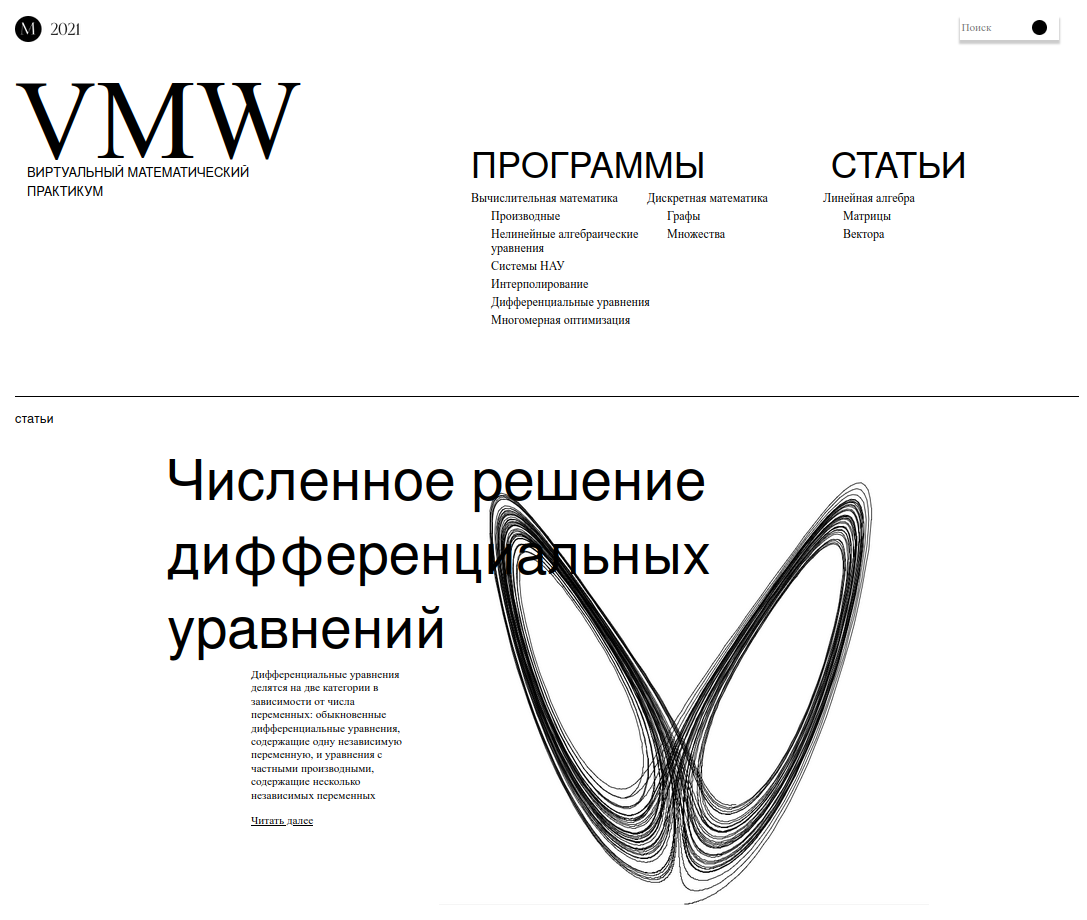 M 2021
Поиск
VMW
ВИРТУАЛЬНЫЙ МАТЕМАТИЧЕСКИЙ
ПРАКТИКУМ
ПРОГРАММЫ
Вычислительная математика
Производные
Нелинейные алгебраические
уравнения
Системы НАУ
Интерполирование
Дифференциальные уравнения
Многомерная оптимизация
Дискретная математика
Графы
Множества
СТАТЬИ
Линейная алгебра
Матрицы
Вектора
статьи
Численное решение
дифференциальных
уравнений
Дифференциальные уравнения
делятся на две категории в
зависимости от числа
переменных: обыкновенные
дифференциальные уравнения,
содержащие одну независимую
переменную, и уравнения с
частными производными,
содержащие несколько
независимых переменных
Читать далее